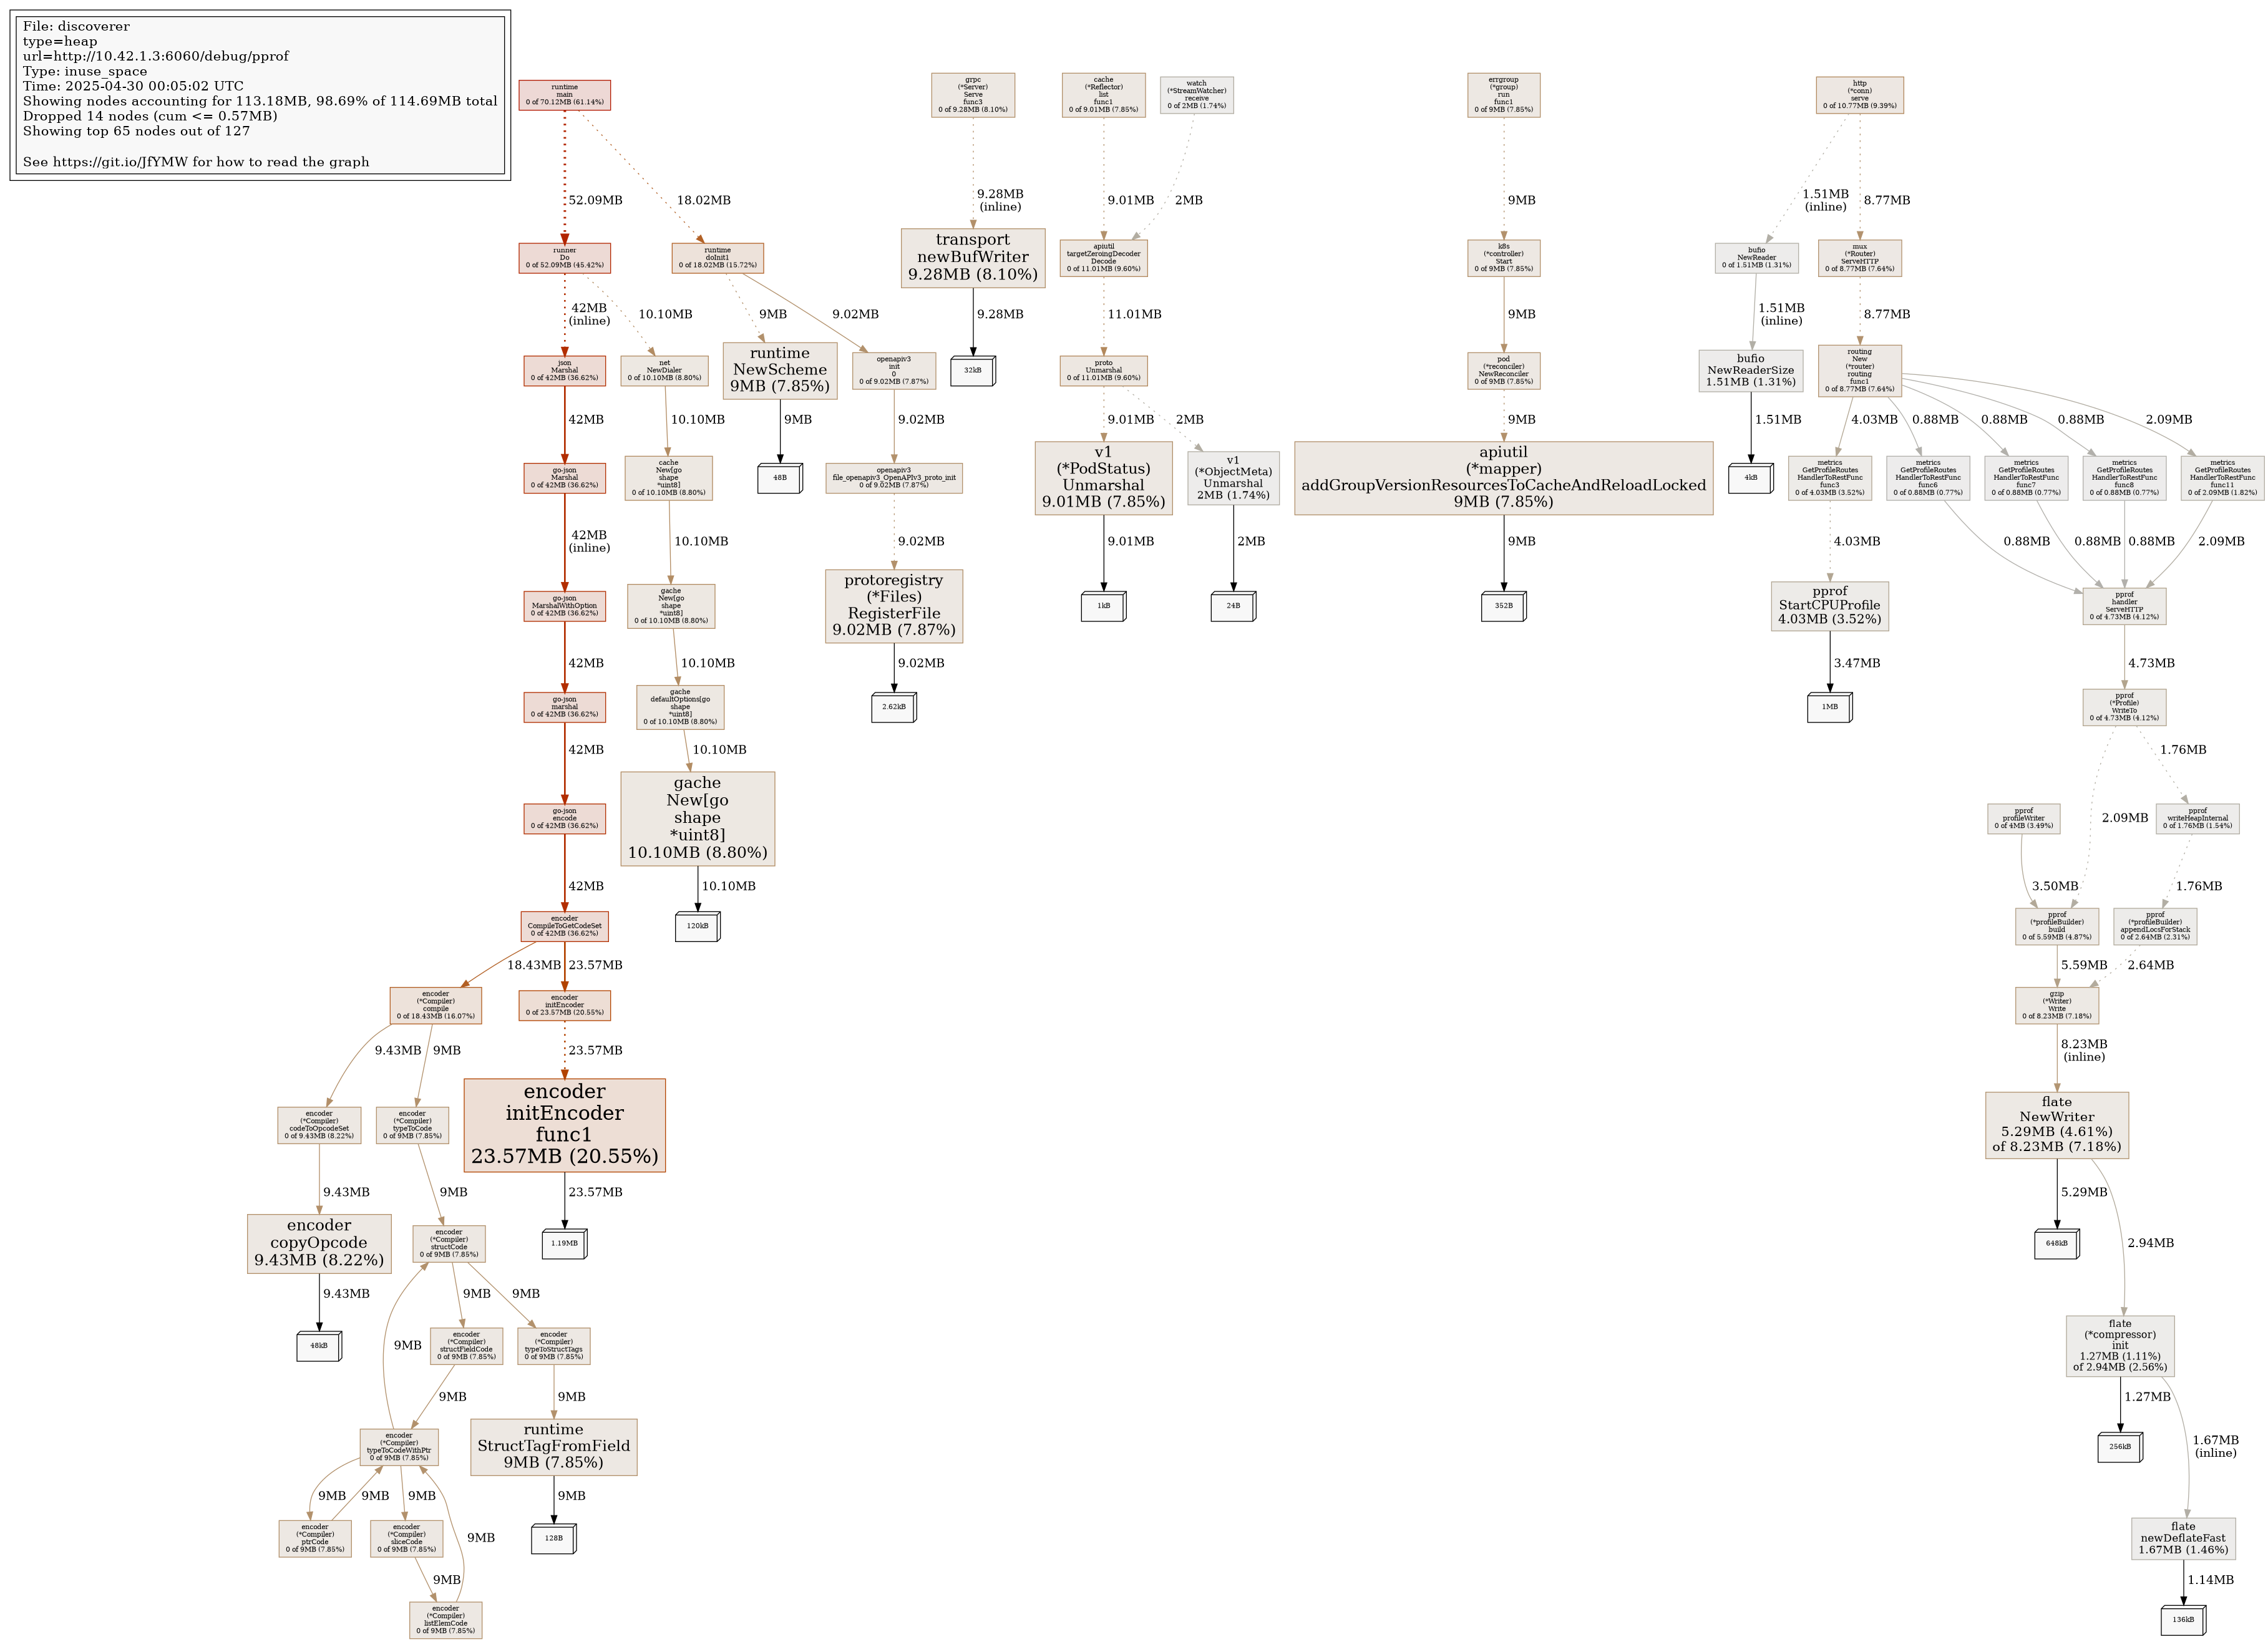 File: discoverer
type=heap
url=http://10.42.1.3:6060/debug/pprof
Type: inuse_space
Time: 2025-04-30 00:05:02 UTC
Showing nodes accounting for 113.18MB, 98.69% of 114.69MB total
Dropped 14 nodes (cum <= 0.57MB)
Showing top 65 nodes out of 127
See https://git.io/JfYMW for how to read the graph
runtime
main
0 of 70.12MB (61.14%)
grpc
(*Server)
Serve
func3
0 of 9.28MB (8.10%)
cache
(*Reflector)
list
func1
0 of 9.01MB (7.85%)
watch
(*StreamWatcher)
receive
0 of 2MB (1.74%)
errgroup
(*group)
run
func1
0 of 9MB (7.85%)
http
(*conn)
serve
0 of 10.77MB (9.39%)
52.09MB
18.02MB
9.28MB
(inline)
9.01MB
2MB
9MB
1.51MB
(inline)
8.77MB
runner
Do
0 of 52.09MB (45.42%)
runtime
doInit1
0 of 18.02MB (15.72%)
transport
newBufWriter
9.28MB (8.10%)
apiutil
targetZeroingDecoder
Decode
0 of 11.01MB (9.60%)
k8s
(*controller)
Start
0 of 9MB (7.85%)
bufio
NewReader
0 of 1.51MB (1.31%)
mux
(*Router)
ServeHTTP
0 of 8.77MB (7.64%)
42MB
(inline)
10.10MB
9MB
9.02MB
9.28MB
11.01MB
9MB
1.51MB
(inline)
8.77MB
json
Marshal
0 of 42MB (36.62%)
net
NewDialer
0 of 10.10MB (8.80%)
runtime
NewScheme
9MB (7.85%)
openapiv3
init
0
0 of 9.02MB (7.87%)
32kB
proto
Unmarshal
0 of 11.01MB (9.60%)
pod
(*reconciler)
NewReconciler
0 of 9MB (7.85%)
bufio
NewReaderSize
1.51MB (1.31%)
routing
New
(*router)
routing
func1
0 of 8.77MB (7.64%)
42MB
10.10MB
9MB
9.02MB
9.01MB
2MB
9MB
1.51MB
4.03MB
0.88MB
0.88MB
0.88MB
2.09MB
go-json
Marshal
0 of 42MB (36.62%)
cache
New[go
shape
*uint8]
0 of 10.10MB (8.80%)
48B
openapiv3
file_openapiv3_OpenAPIv3_proto_init
0 of 9.02MB (7.87%)
v1
(*PodStatus)
Unmarshal
9.01MB (7.85%)
v1
(*ObjectMeta)
Unmarshal
2MB (1.74%)
apiutil
(*mapper)
addGroupVersionResourcesToCacheAndReloadLocked
9MB (7.85%)
4kB
metrics
GetProfileRoutes
HandlerToRestFunc
func3
0 of 4.03MB (3.52%)
metrics
GetProfileRoutes
HandlerToRestFunc
func6
0 of 0.88MB (0.77%)
metrics
GetProfileRoutes
HandlerToRestFunc
func7
0 of 0.88MB (0.77%)
metrics
GetProfileRoutes
HandlerToRestFunc
func8
0 of 0.88MB (0.77%)
metrics
GetProfileRoutes
HandlerToRestFunc
func11
0 of 2.09MB (1.82%)
42MB
(inline)
10.10MB
9.02MB
9.01MB
2MB
9MB
4.03MB
0.88MB
0.88MB
0.88MB
2.09MB
go-json
MarshalWithOption
0 of 42MB (36.62%)
gache
New[go
shape
*uint8]
0 of 10.10MB (8.80%)
protoregistry
(*Files)
RegisterFile
9.02MB (7.87%)
1kB
24B
352B
pprof
StartCPUProfile
4.03MB (3.52%)
pprof
handler
ServeHTTP
0 of 4.73MB (4.12%)
42MB
10.10MB
9.02MB
3.47MB
4.73MB
go-json
marshal
0 of 42MB (36.62%)
gache
defaultOptions[go
shape
*uint8]
0 of 10.10MB (8.80%)
2.62kB
1MB
pprof
(*Profile)
WriteTo
0 of 4.73MB (4.12%)
42MB
10.10MB
2.09MB
1.76MB
go-json
encode
0 of 42MB (36.62%)
gache
New[go
shape
*uint8]
10.10MB (8.80%)
pprof
profileWriter
0 of 4MB (3.49%)
pprof
writeHeapInternal
0 of 1.76MB (1.54%)
42MB
10.10MB
3.50MB
1.76MB
encoder
CompileToGetCodeSet
0 of 42MB (36.62%)
120kB
pprof
(*profileBuilder)
build
0 of 5.59MB (4.87%)
pprof
(*profileBuilder)
appendLocsForStack
0 of 2.64MB (2.31%)
18.43MB
23.57MB
5.59MB
2.64MB
encoder
(*Compiler)
compile
0 of 18.43MB (16.07%)
encoder
initEncoder
0 of 23.57MB (20.55%)
gzip
(*Writer)
Write
0 of 8.23MB (7.18%)
9.43MB
9MB
23.57MB
8.23MB
(inline)
encoder
(*Compiler)
codeToOpcodeSet
0 of 9.43MB (8.22%)
encoder
(*Compiler)
typeToCode
0 of 9MB (7.85%)
encoder
initEncoder
func1
23.57MB (20.55%)
flate
NewWriter
5.29MB (4.61%)
of 8.23MB (7.18%)
9.43MB
9MB
23.57MB
5.29MB
2.94MB
encoder
copyOpcode
9.43MB (8.22%)
encoder
(*Compiler)
structCode
0 of 9MB (7.85%)
1.19MB
648kB
9.43MB
9MB
9MB
9MB
48kB
encoder
(*Compiler)
structFieldCode
0 of 9MB (7.85%)
encoder
(*Compiler)
typeToStructTags
0 of 9MB (7.85%)
flate
(*compressor)
init
1.27MB (1.11%)
of 2.94MB (2.56%)
9MB
9MB
1.27MB
1.67MB
(inline)
encoder
(*Compiler)
typeToCodeWithPtr
0 of 9MB (7.85%)
runtime
StructTagFromField
9MB (7.85%)
256kB
9MB
9MB
9MB
9MB
9MB
encoder
(*Compiler)
ptrCode
0 of 9MB (7.85%)
encoder
(*Compiler)
sliceCode
0 of 9MB (7.85%)
128B
flate
newDeflateFast
1.67MB (1.46%)
9MB
1.14MB
encoder
(*Compiler)
listElemCode
0 of 9MB (7.85%)
136kB